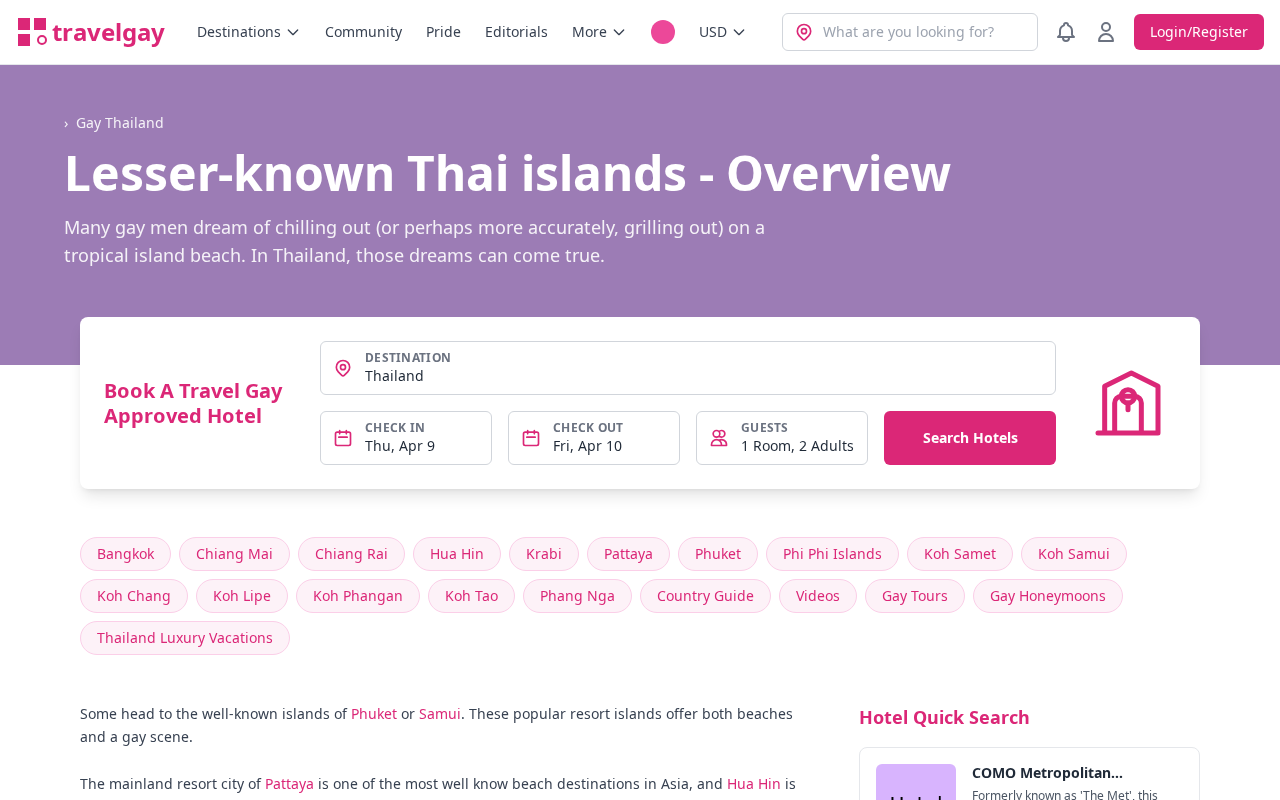 travelgay
Destinations
Community
Pride
Editorials
More
USD
What are you looking for?
Login/Register
› Gay Thailand
Lesser-known Thai islands - Overview
Many gay men dream of chilling out (or perhaps more accurately, grilling out) on a
tropical island beach. In Thailand, those dreams can come true.
Book A Travel Gay
Approved Hotel
DESTINATION
Thailand
CHECK IN
Thu, Apr 9
CHECK OUT
Fri, Apr 10
GUESTS
1 Room, 2 Adults
Search Hotels
Bangkok
Chiang Mai
Chiang Rai
Hua Hin
Krabi
Pattaya
Phuket
Phi Phi Islands
Koh Samet
Koh Samui
Koh Chang
Koh Lipe
Koh Phangan
Koh Tao
Phang Nga
Country Guide
Videos
Gay Tours
Gay Honeymoons
Thailand Luxury Vacations
Some head to the well-known islands of Phuket or Samui. These popular resort islands offer both beaches
and a gay scene.
The mainland resort city of Pattaya is one of the most well know beach destinations in Asia, and Hua Hin is
Hotel Quick Search
COMO Metropolitan...
Formerly known as 'The Met', this